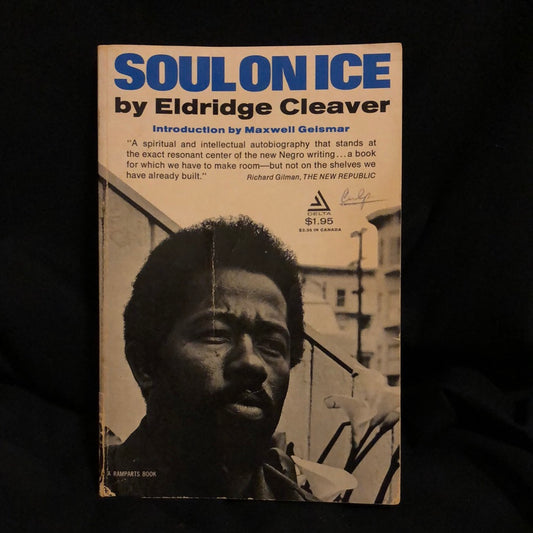 SOUL ON ICE
by Eldridge Cleaver
Introduction by Maxwell Geismar
"A spiritual and intellectual autobiography that stands at
the exact resonant center of the new Negro writing...a book
for which we have to make room—but not on the shelves we
have already built." Richard Gilman, THE NEW REPUBLIC
DELTA
$1.95
IN CANADA
A RAMPARTS BOOK